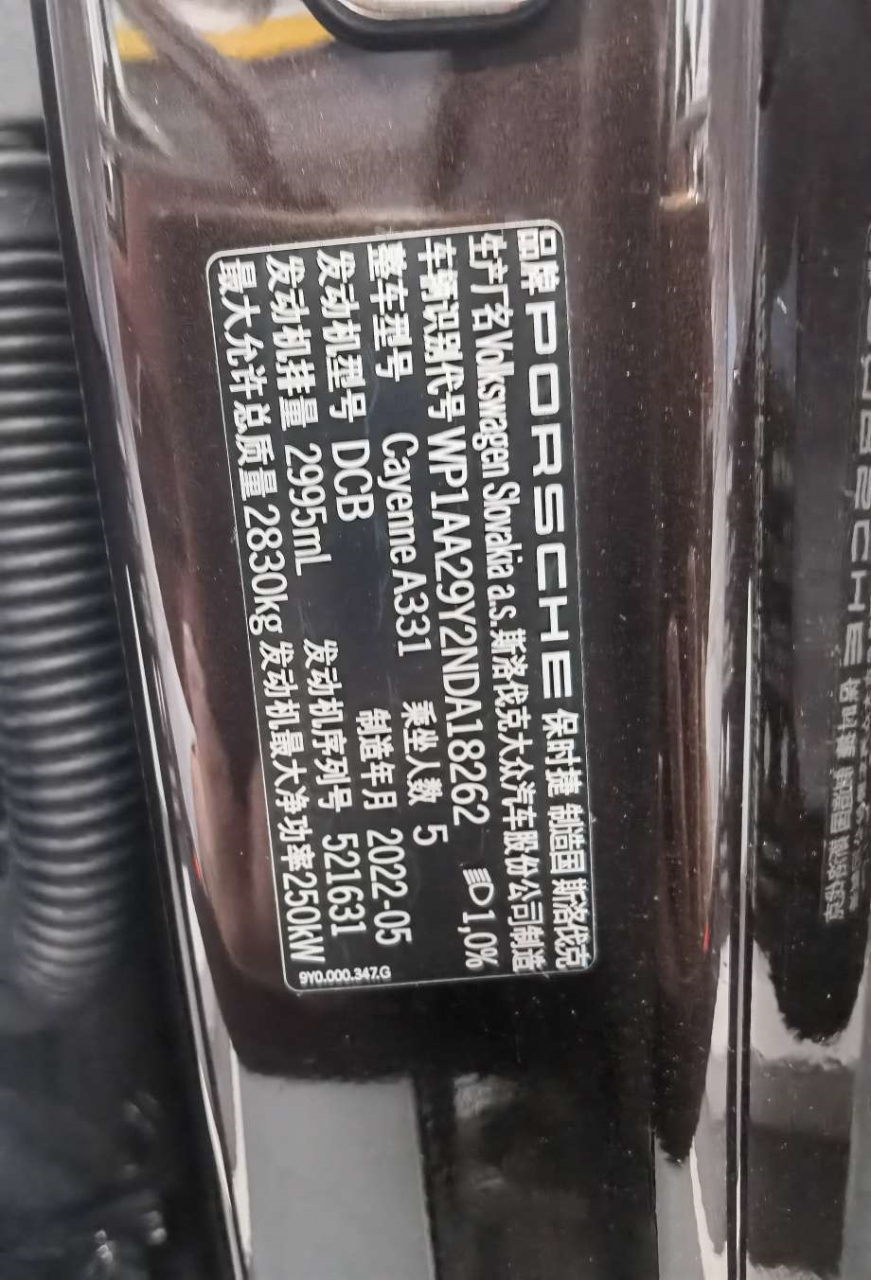 品牌 PORSCHE 保时捷 制造国 斯洛伐克
生产厂名 Volkswagen Slovakia a.s. 斯洛伐克大众汽车股份公司制造
车辆识别代号 WP1AA29Y2NDA18262 1,0%
整车型号 Cayenne A331 乘坐人数 5
发动机型号 DCB 制造年月 2022-05
发动机排量 2995mL 发动机序列号 521631
最大允许总质量 2830kg 发动机最大净功率 250kW
9Y0.000.347.G